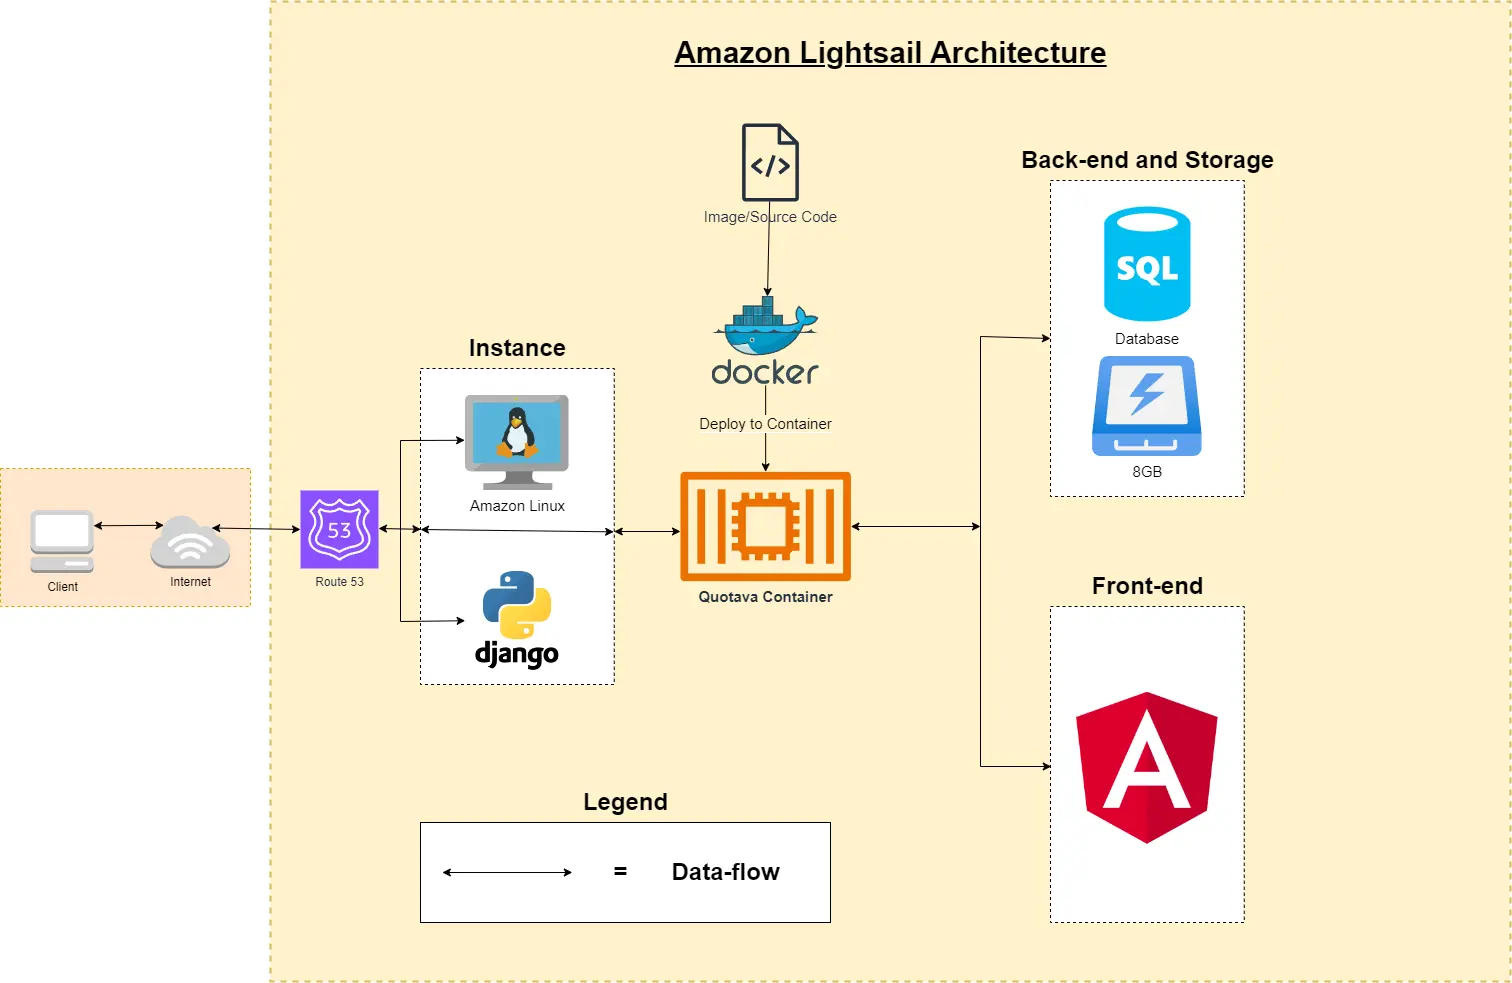 Amazon Lightsail Architecture
</>
Image/Source Code
Back-end and Storage
SQL
Database
8GB
docker
Deploy to Container
Instance
Amazon Linux
django
Client
Internet
53
Route 53
Quotava Container
Front-end
A
Legend
= Data-flow